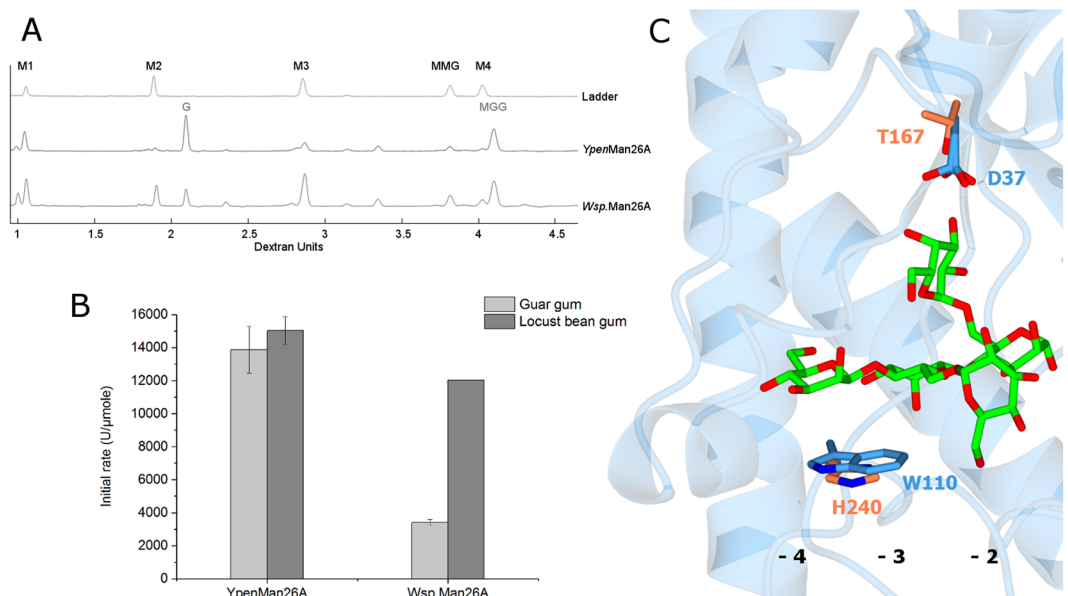 A
M1 M2 M3 MMG M4
Ladder
G MGG
YpenMan26A
Wsp.Man26A
1 1.5 2 2.5 3 3.5 4 4.5
Dextran Units
B
Guar gum
Locust bean gum
16000
14000
12000
10000
8000
6000
4000
2000
0
Initial rate (U/µmole)
YpenMan26A Wsp.Man26A
C
T167
D37
W110
H240
- 4 - 3 - 2